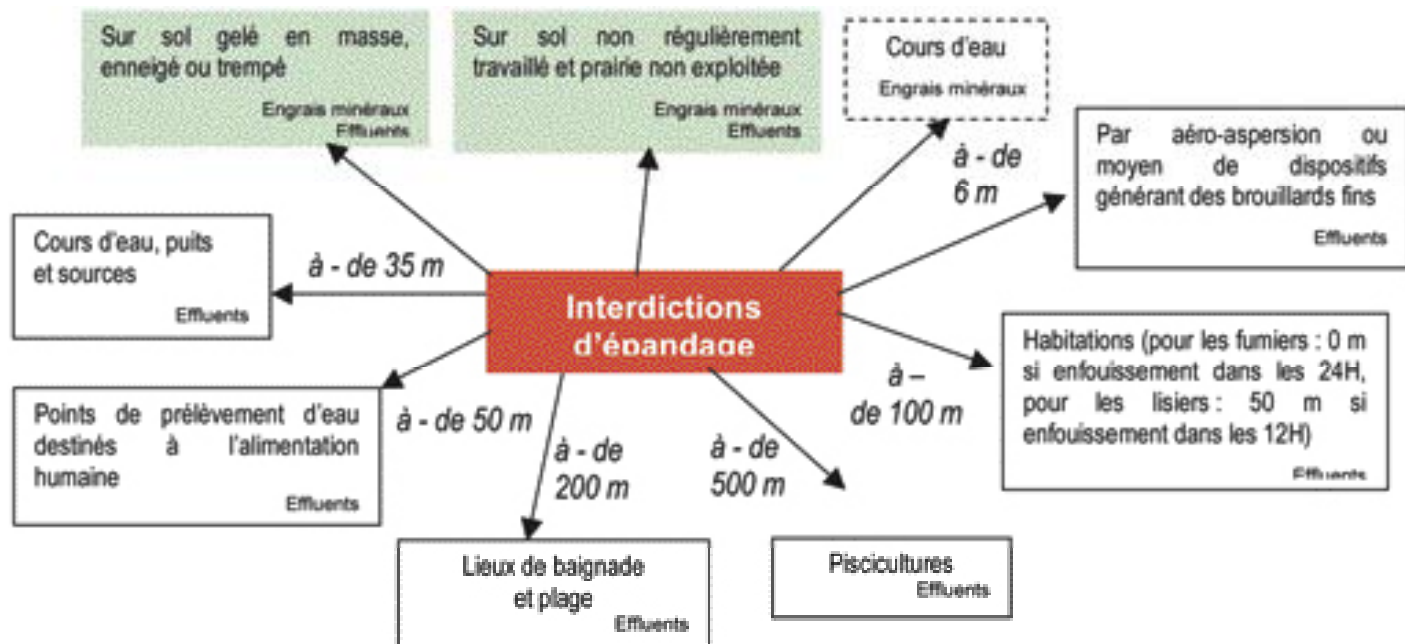 Sur sol gelé en masse,
enneigé ou trempé
Engrais minéraux
Effluents
Sur sol non régulièrement
travaillé et prairie non exploitée
Engrais minéraux
Effluents
Cours d'eau
Engrais minéraux
à - de
6 m
Par aéro-aspersion ou
moyen de dispositifs
générant des brouillards fins
Effluents
Cours d'eau, puits
et sources
Effluents
à - de 35 m
Interdictions
d'épandage
Habitations (pour les fumiers : 0 m
si enfouissement dans les 24H,
pour les lisiers : 50 m si
enfouissement dans les 12H)
Effluents
à –
de 100 m
Points de prélèvement d'eau
destinés à l'alimentation
humaine
Effluents
à - de 50 m
à - de
200 m
à - de
500 m
Lieux de baignade
et plage
Effluents
Piscicultures
Effluents